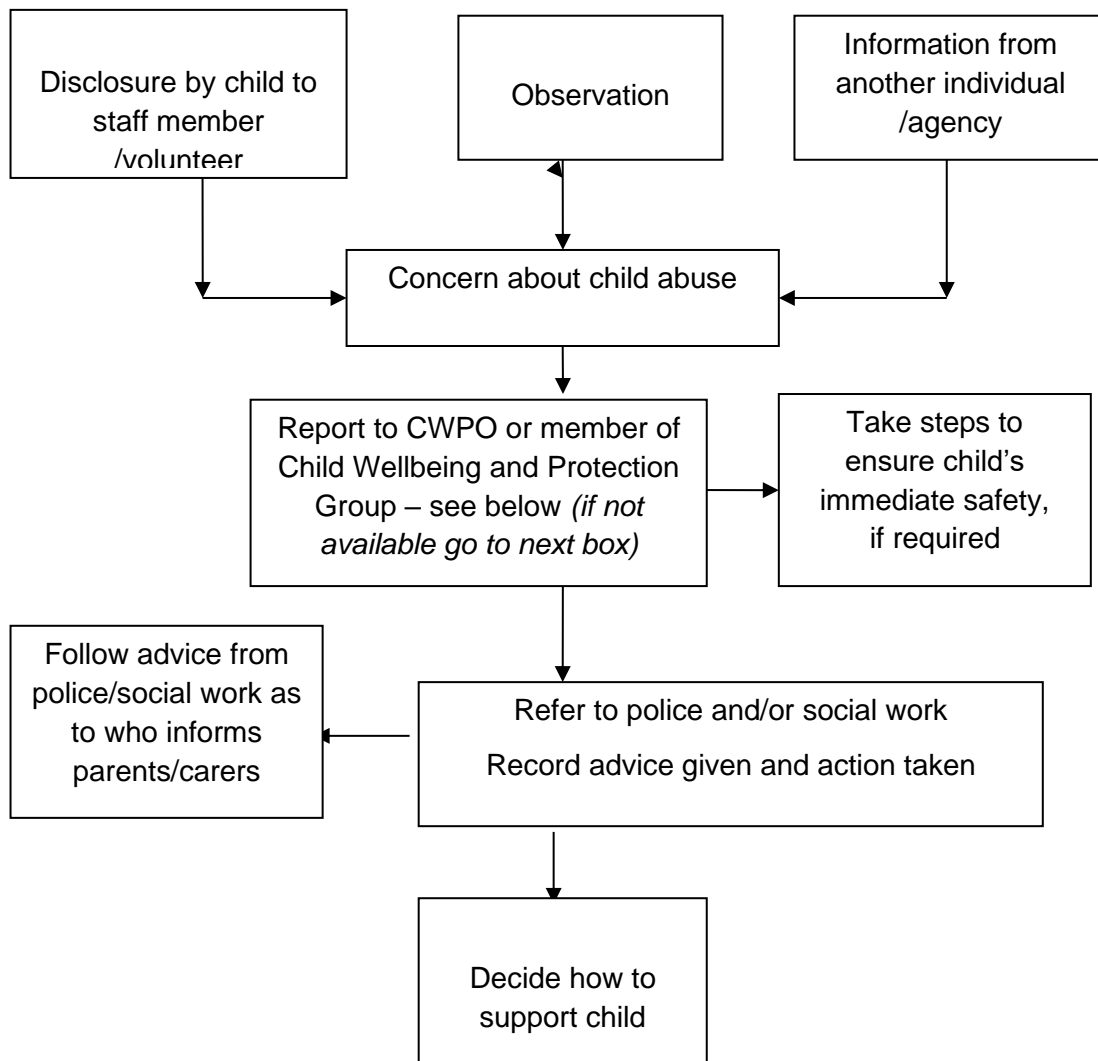 Disclosure by child to
staff member
/volunteer
Observation
Information from
another individual
/agency
Concern about child abuse
Report to CWPO or member of
Child Wellbeing and Protection
Group – see below (if not
available go to next box)
Take steps to
ensure child’s
immediate safety,
if required
Follow advice from
police/social work as
to who informs
parents/carers
Refer to police and/or social work
Record advice given and action taken
Decide how to
support child